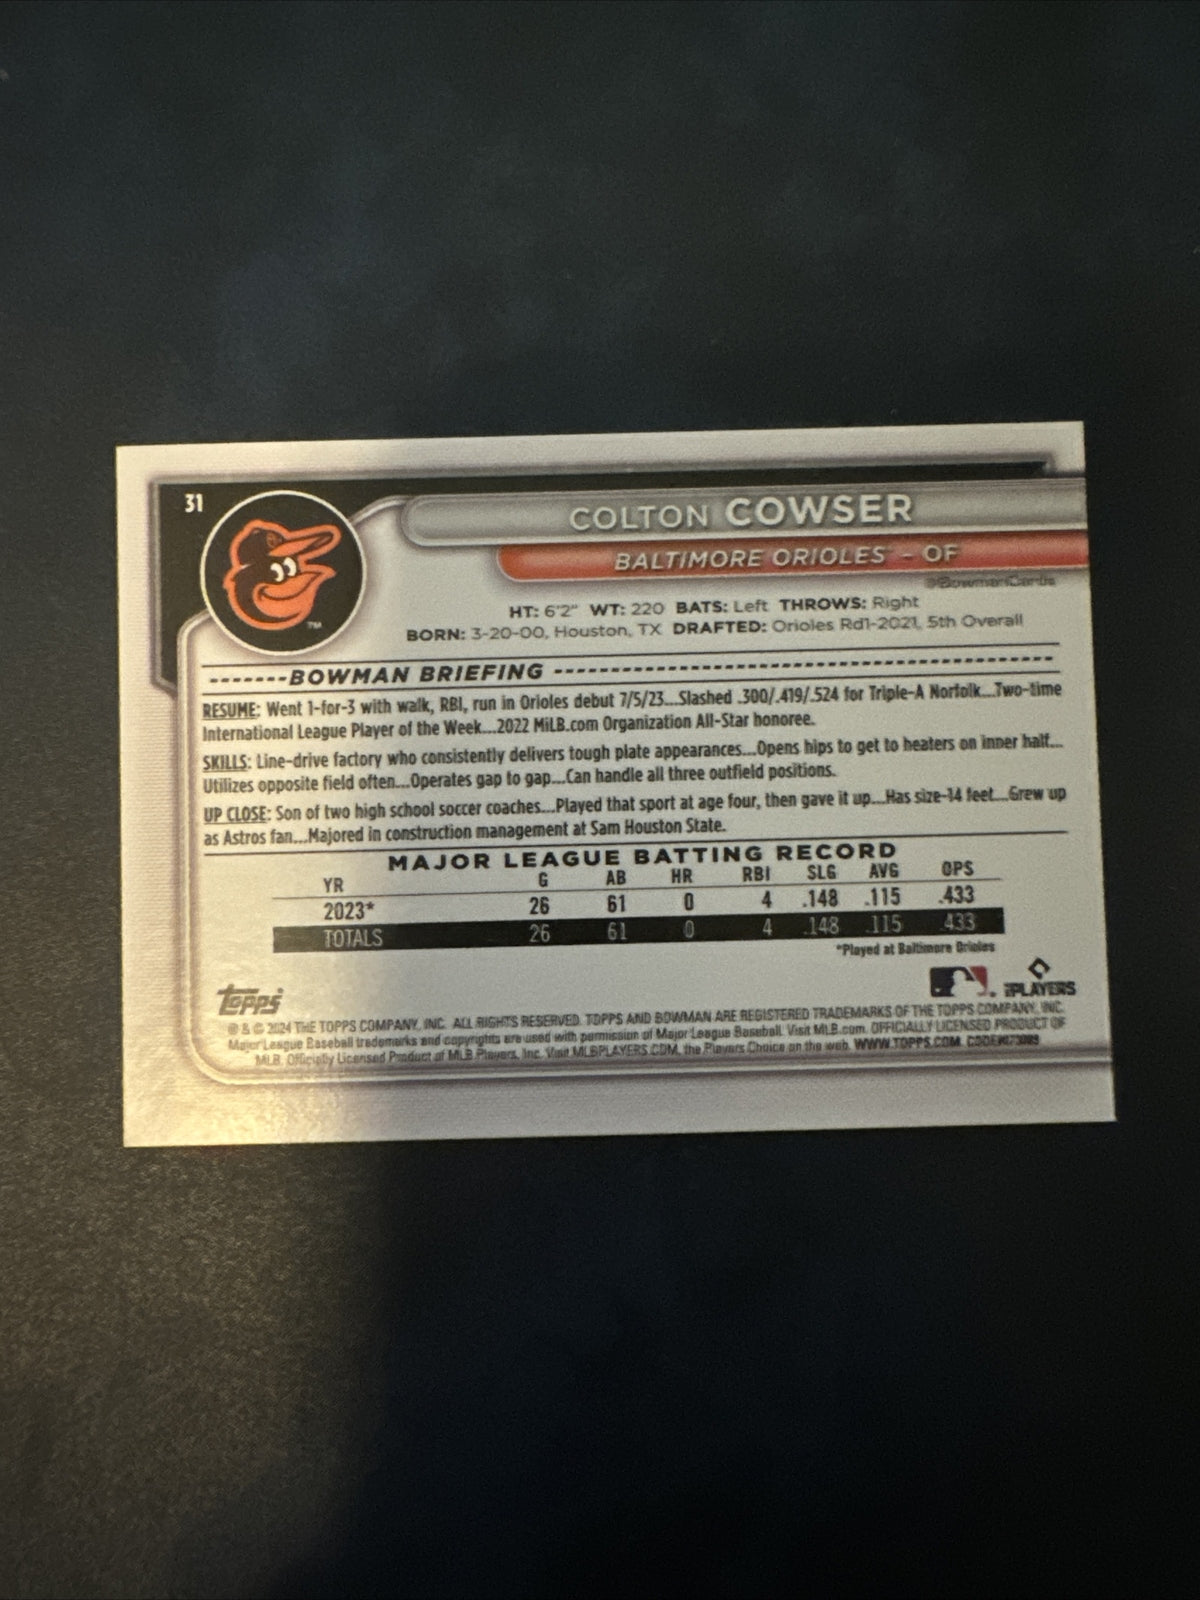 31
COLTON COWSER
BALTIMORE ORIOLES – OF
@BowmanCards
HT: 6'2" WT: 220 BATS: Left THROWS: Right
BORN: 3-20-00, Houston, TX DRAFTED: Orioles Rd1-2021, 5th Overall
TM
BOWMAN BRIEFING
RESUME: Went 1-for-3 with walk, RBI, run in Orioles debut 7/5/23...Slashed .300/.419/.524 for Triple-A Norfolk...Two-time
International League Player of the Week...2022 MiLB.com Organization All-Star honoree.
SKILLS: Line-drive factory who consistently delivers tough plate appearances...Opens hips to get to heaters on inner half...
Utilizes opposite field often...Operates gap to gap...Can handle all three outfield positions.
UP CLOSE: Son of two high school soccer coaches...Played that sport at age four, then gave it up...Has size-14 feet...Grew up
as Astros fan...Majored in construction management at Sam Houston State.
MAJOR LEAGUE BATTING RECORD
YR G AB HR RBI SLG AVG OPS
2023* 26 61 0 4 .148 .115 .433
TOTALS 26 61 0 4 .148 .115 .433
*Played at Baltimore Orioles
Topps
PLAYERS
® & © 2024 THE TOPPS COMPANY, INC. ALL RIGHTS RESERVED. TOPPS AND BOWMAN ARE REGISTERED TRADEMARKS OF THE TOPPS COMPANY, INC.
Major League Baseball trademarks and copyrights are used with permission of Major League Baseball. Visit MLB.com. OFFICIALLY LICENSED PRODUCT OF
MLB. Officially Licensed Product of MLB Players, Inc. Visit MLBPLAYERS.COM, the Players Choice on the web. WWW.TOPPS.COM.